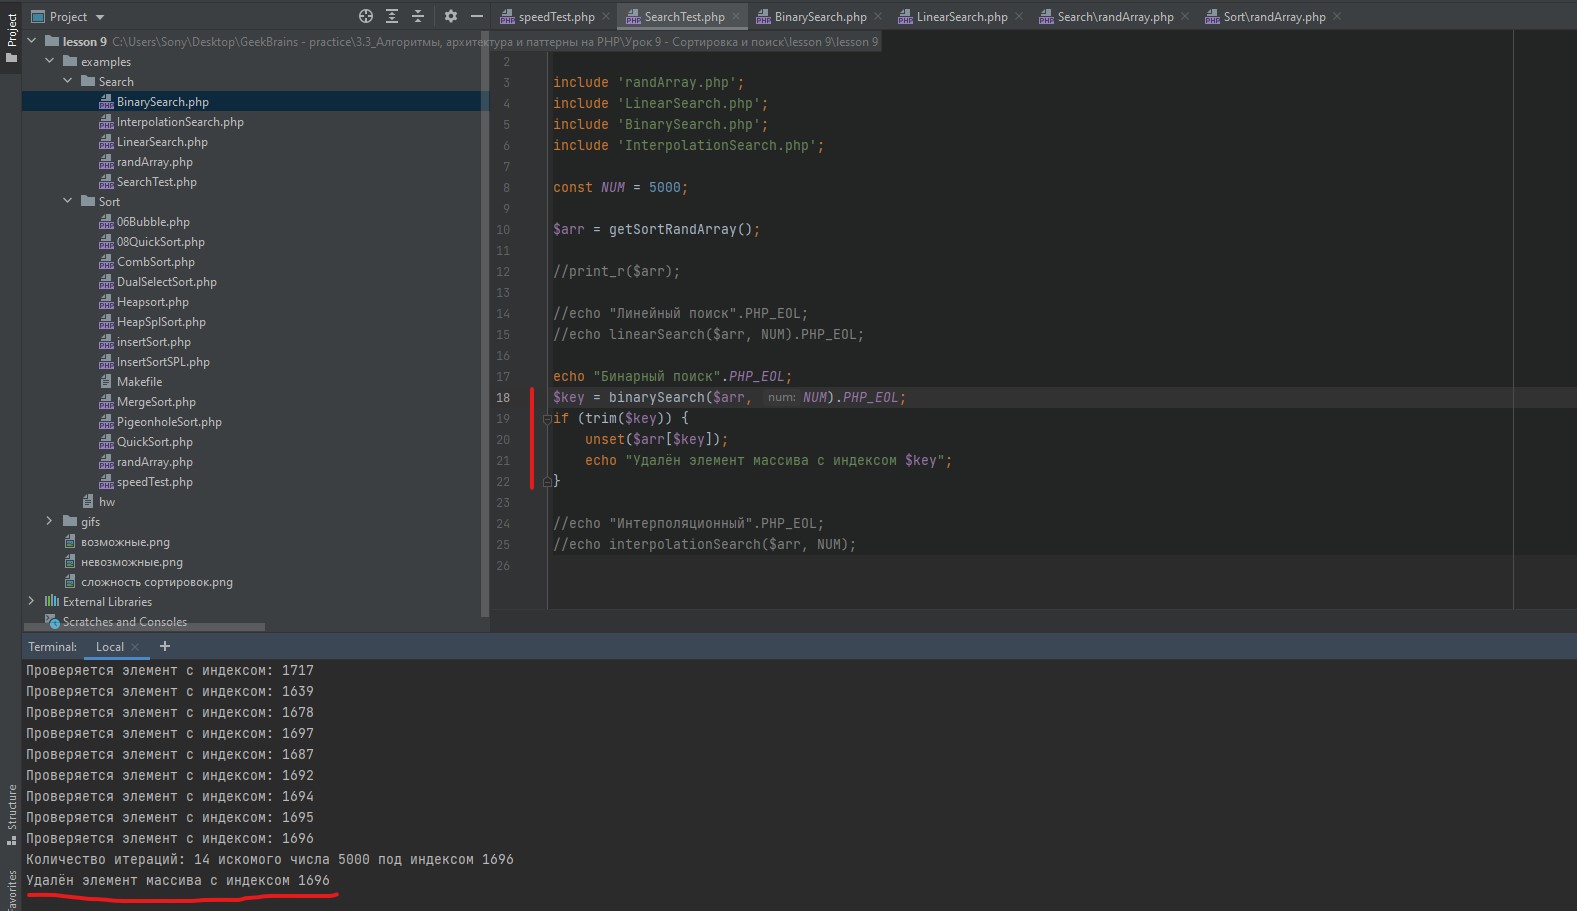 Project
speedTest.php
SearchTest.php
BinarySearch.php
LinearSearch.php
Search\randArray.php
Sort\randArray.php
Project
lesson 9 C:\Users\Sony\Desktop\GeekBrains - practice\3.3_Алгоритмы, архитектура и паттерны на PHP\Урок 9 - Сортировка и поиск\lesson 9\lesson 9
examples
Search
BinarySearch.php
InterpolationSearch.php
LinearSearch.php
randArray.php
SearchTest.php
Sort
06Bubble.php
08QuickSort.php
CombSort.php
DualSelectSort.php
Heapsort.php
HeapSplSort.php
insertSort.php
InsertSortSPL.php
Makefile
MergeSort.php
PigeonholeSort.php
QuickSort.php
randArray.php
speedTest.php
hw
gifs
возможные.png
невозможные.png
сложность сортировок.png
External Libraries
Scratches and Consoles
2
3 include 'randArray.php';
4 include 'LinearSearch.php';
5 include 'BinarySearch.php';
6 include 'InterpolationSearch.php';
7
8 const NUM = 5000;
9
10 $arr = getSortRandArray();
11
12 //print_r($arr);
13
14 //echo "Линейный поиск".PHP_EOL;
15 //echo linearSearch($arr, NUM).PHP_EOL;
16
17 echo "Бинарный поиск".PHP_EOL;
18 $key = binarySearch($arr, num: NUM).PHP_EOL;
19 if (trim($key)) {
20 unset($arr[$key]);
21 echo "Удалён элемент массива с индексом $key";
22 }
23
24 //echo "Интерполяционный".PHP_EOL;
25 //echo interpolationSearch($arr, NUM);
26
Terminal: Local
Проверяется элемент с индексом: 1717
Проверяется элемент с индексом: 1639
Проверяется элемент с индексом: 1678
Проверяется элемент с индексом: 1697
Проверяется элемент с индексом: 1687
Проверяется элемент с индексом: 1692
Проверяется элемент с индексом: 1694
Проверяется элемент с индексом: 1695
Проверяется элемент с индексом: 1696
Количество итераций: 14 искомого числа 5000 под индексом 1696
Удалён элемент массива с индексом 1696
Structure
Favorites